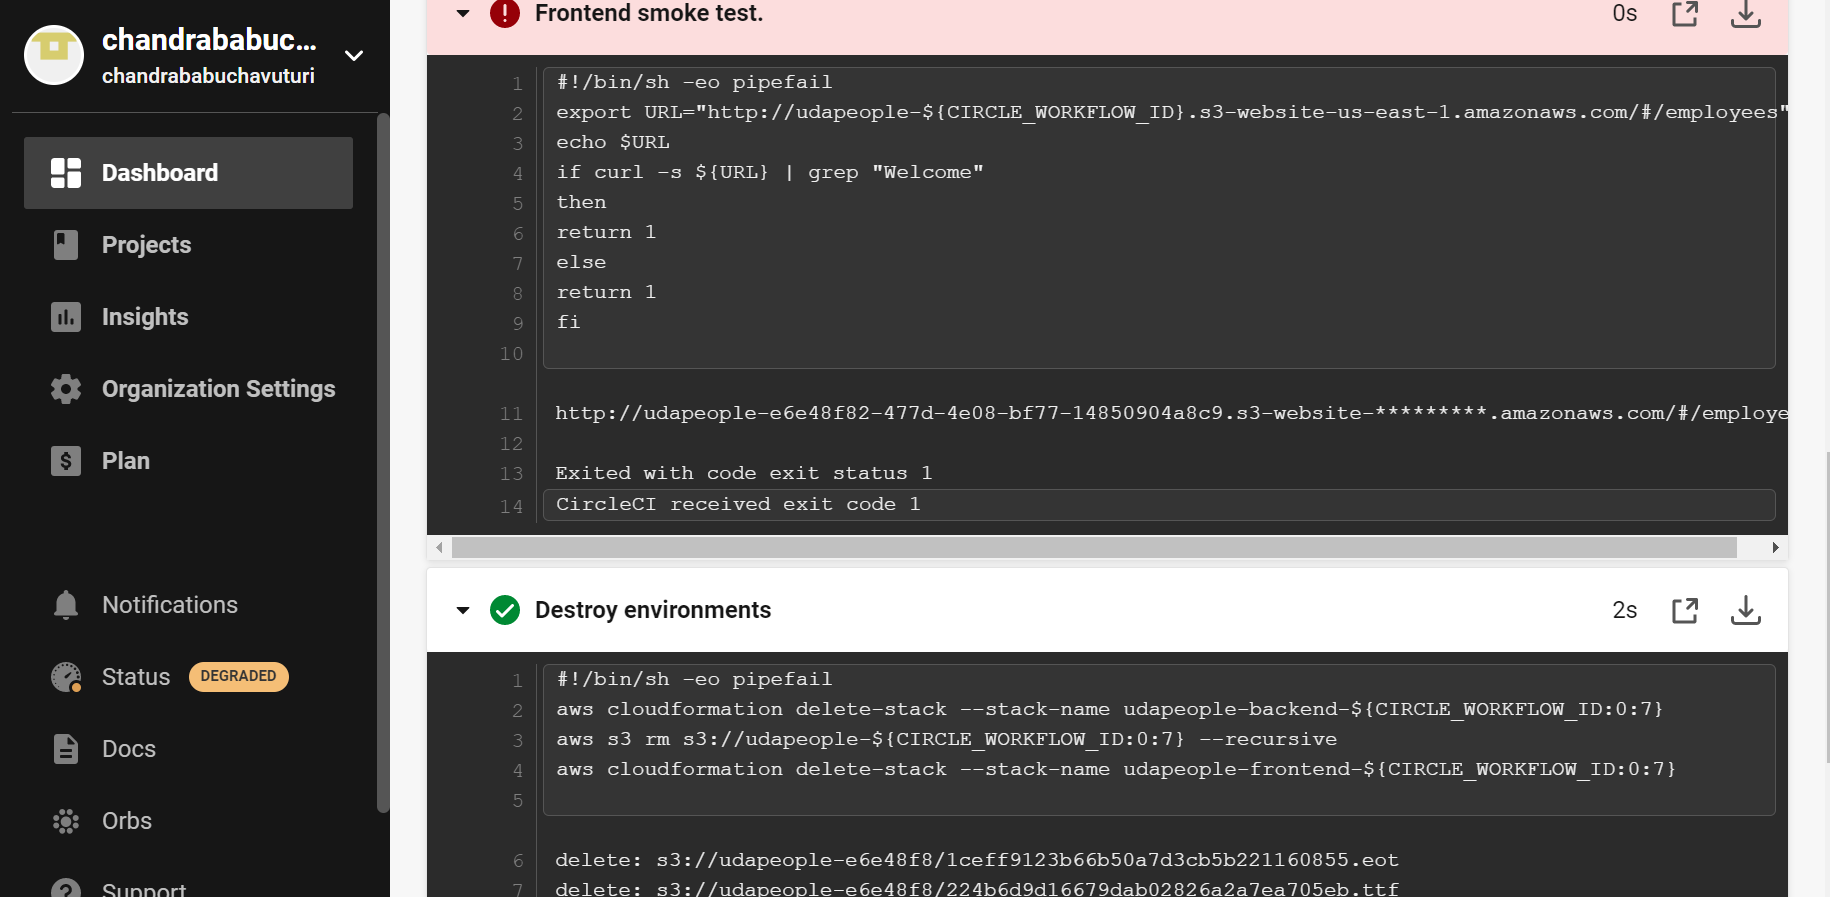 chandrababuc...
chandrababuchavuturi
Dashboard
Projects
Insights
Organization Settings
Plan
Notifications
Status DEGRADED
Docs
Orbs
Support
Frontend smoke test. 0s
1 #!/bin/sh -eo pipefail
2 export URL="http://udapeople-${CIRCLE_WORKFLOW_ID}.s3-website-us-east-1.amazonaws.com/#/employees"
3 echo $URL
4 if curl -s ${URL} | grep "Welcome"
5 then
6 return 1
7 else
8 return 1
9 fi
10
11 http://udapeople-e6e48f82-477d-4e08-bf77-14850904a8c9.s3-website-*********.amazonaws.com/#/employe
12
13 Exited with code exit status 1
14 CircleCI received exit code 1
Destroy environments 2s
1 #!/bin/sh -eo pipefail
2 aws cloudformation delete-stack --stack-name udapeople-backend-${CIRCLE_WORKFLOW_ID:0:7}
3 aws s3 rm s3://udapeople-${CIRCLE_WORKFLOW_ID:0:7} --recursive
4 aws cloudformation delete-stack --stack-name udapeople-frontend-${CIRCLE_WORKFLOW_ID:0:7}
5
6 delete: s3://udapeople-e6e48f8/1ceff9123b66b50a7d3cb5b221160855.eot
7 delete: s3://udapeople-e6e48f8/224b6d9d16679dab02826a2a7ea705eb.ttf